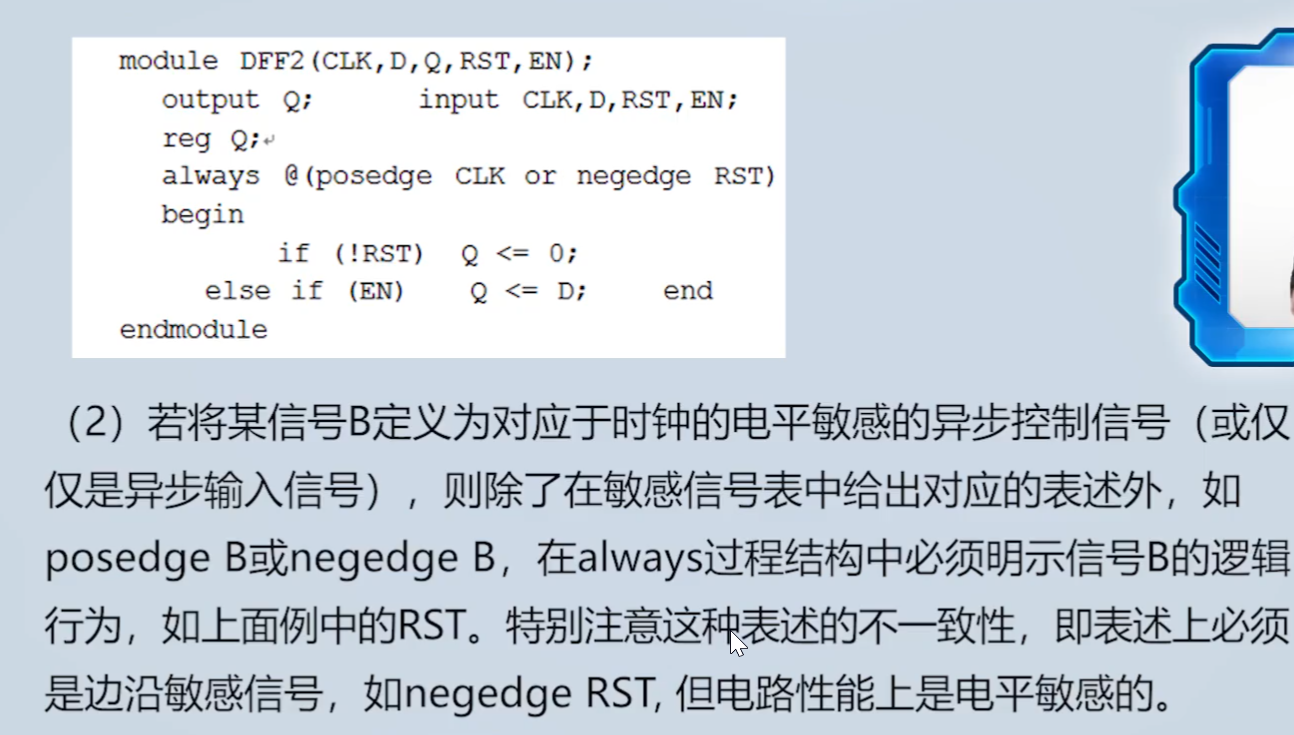 module DFF2(CLK,D,Q,RST,EN);
output Q; input CLK,D,RST,EN;
reg Q;↵
always @(posedge CLK or negedge RST)
begin
if (!RST) Q <= 0;
else if (EN) Q <= D; end
endmodule
（2）若将某信号B定义为对应于时钟的电平敏感的异步控制信号（或仅
仅是异步输入信号），则除了在敏感信号表中给出对应的表述外，如
posedge B或negedge B，在always过程结构中必须明示信号B的逻辑
行为，如上面例中的RST。特别注意这种表述的不一致性，即表述上必须
是边沿敏感信号，如negedge RST, 但电路性能上是电平敏感的。